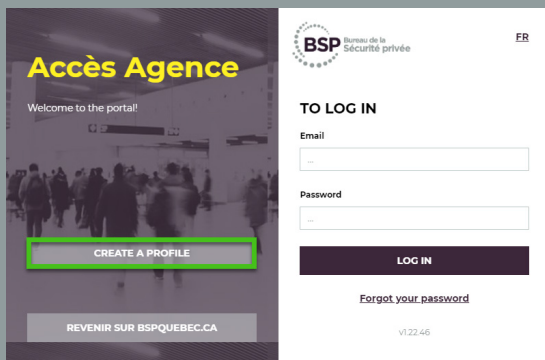 Accès Agence
Welcome to the portal!
CREATE A PROFILE
REVENIR SUR BSPQUEBEC.CA
BSP
Bureau de la
Sécurité privée
FR
TO LOG IN
Email
...
Password
...
LOG IN
Forgot your password
v1.22.46